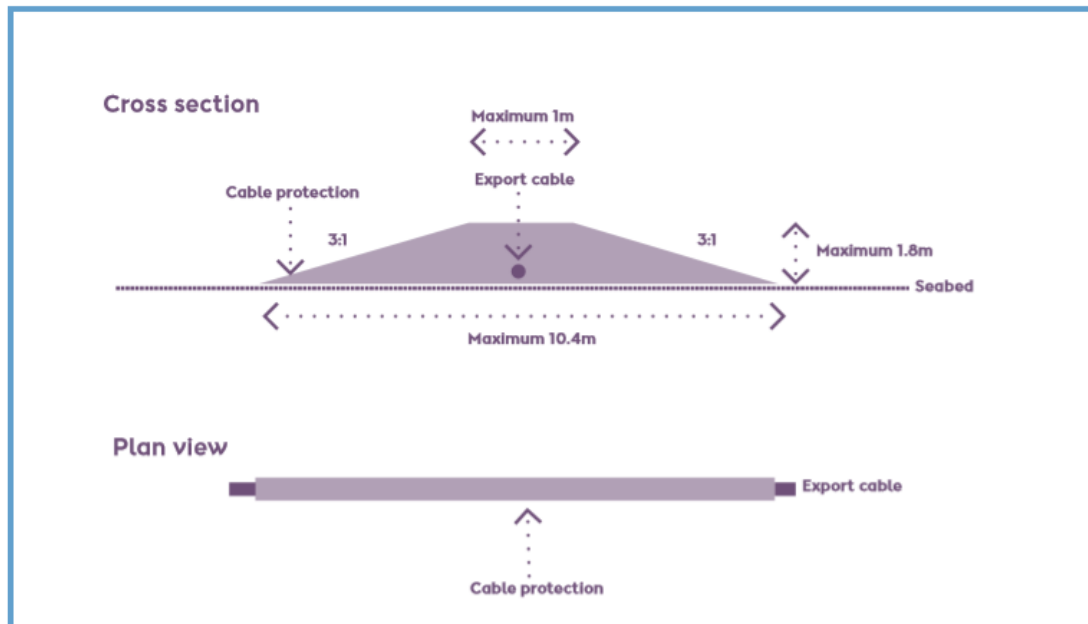 Cross section
Maximum 1m
Export cable
Cable protection
3:1
3:1
Maximum 1.8m
Seabed
Maximum 10.4m
Plan view
Export cable
Cable protection